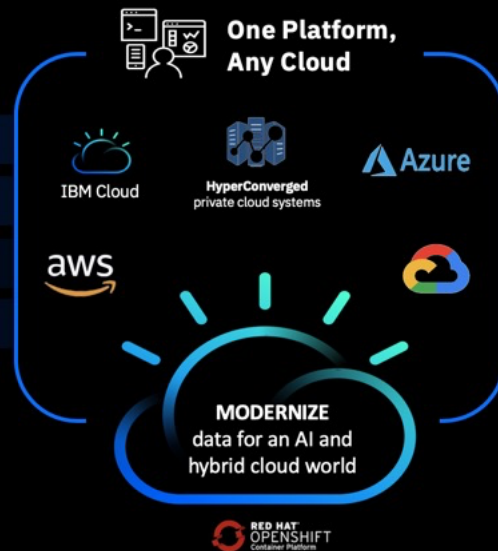 One Platform,
Any Cloud
IBM Cloud
HyperConverged
private cloud systems
Azure
aws
MODERNIZE
data for an AI and
hybrid cloud world
RED HAT
OPENSHIFT
Container Platform